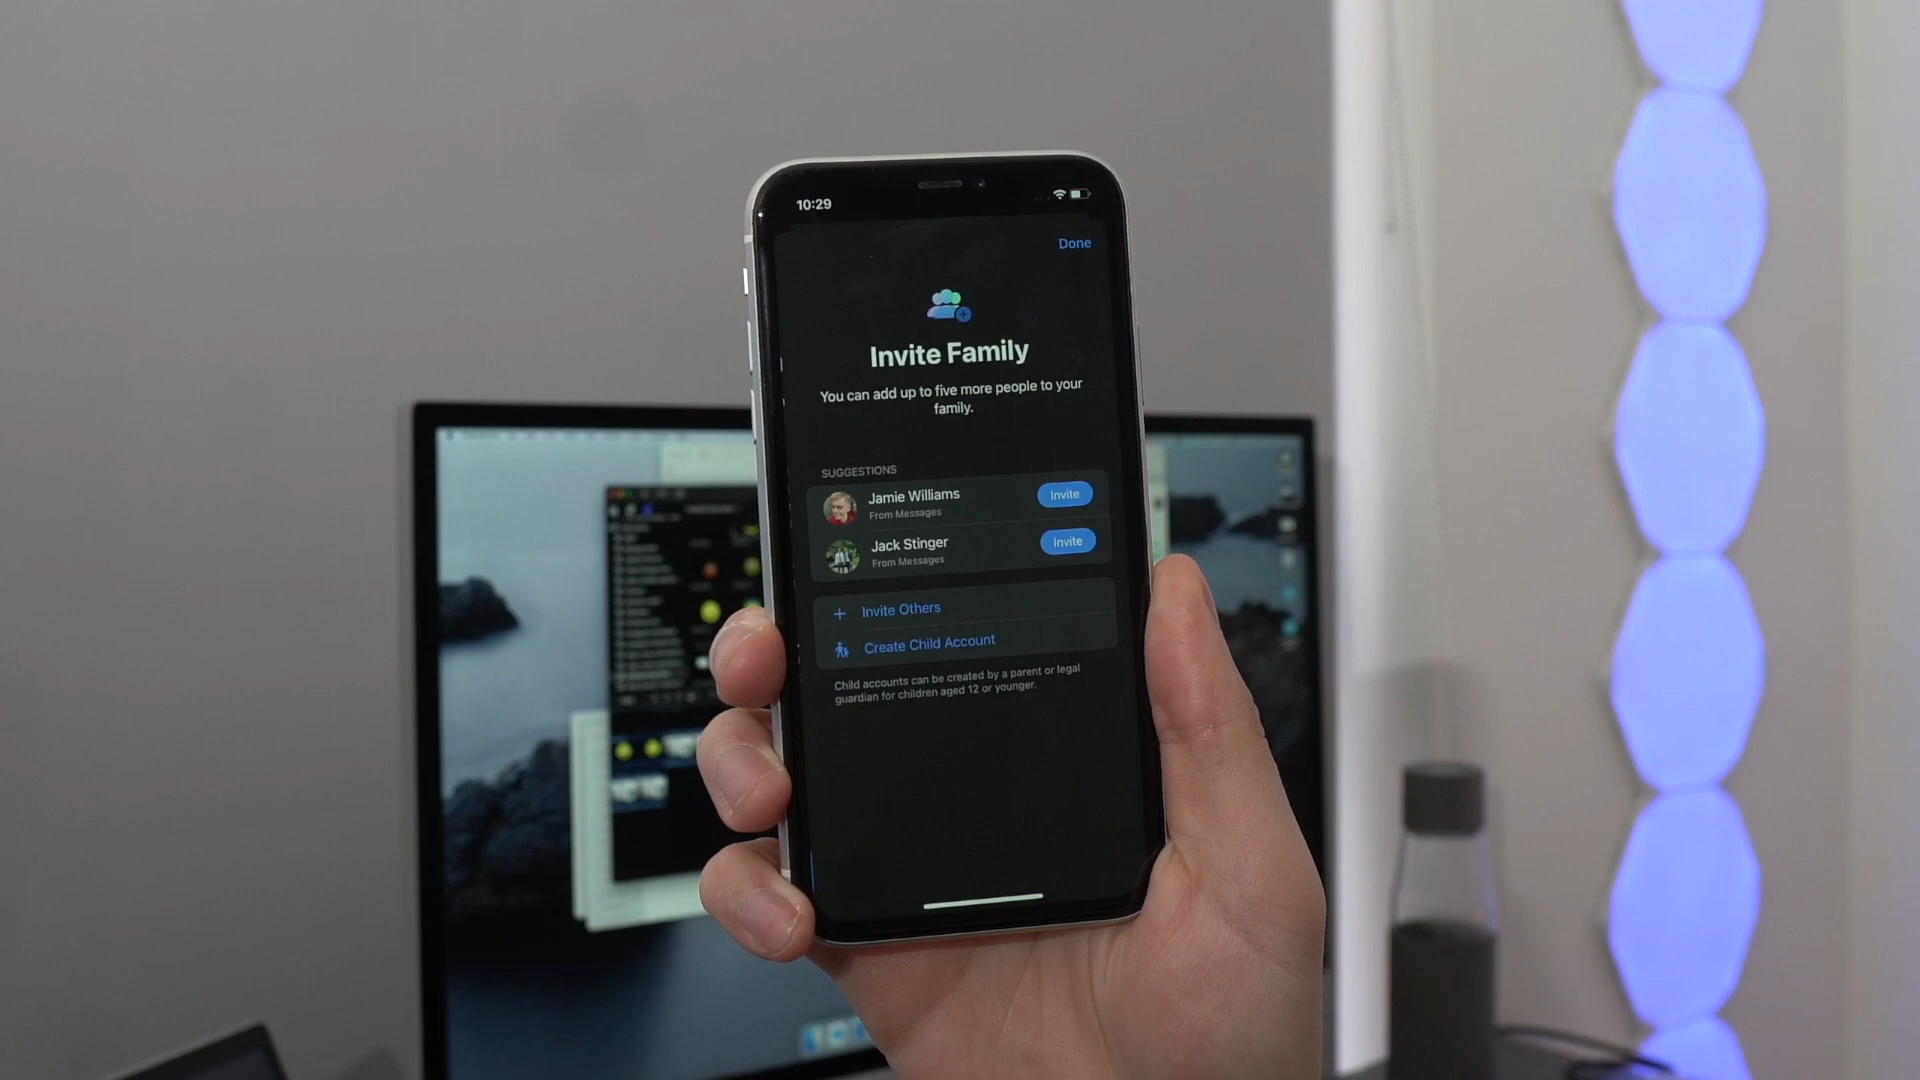 10:29
Done
Invite Family
You can add up to five more people to your
family.
SUGGESTIONS
Jamie Williams
From Messages
Invite
Jack Stinger
From Messages
Invite
Invite Others
Create Child Account
Child accounts can be created by a parent or legal
guardian for children aged 12 or younger.